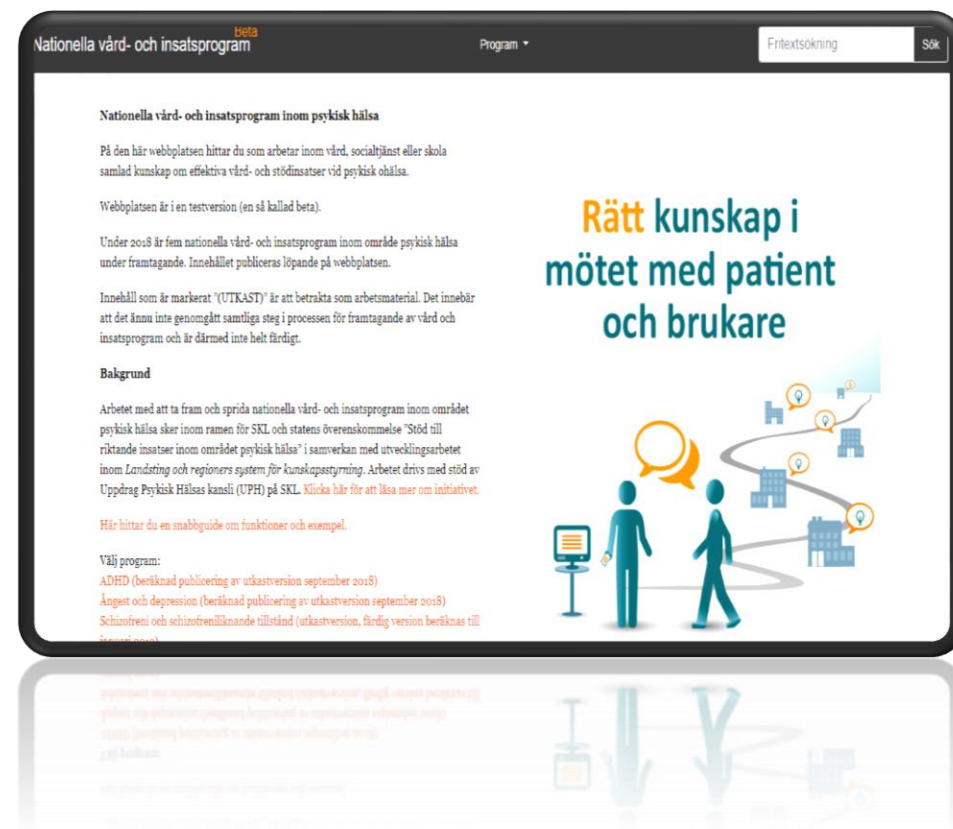 Beta
Nationella vård- och insatsprogram
Program
Fritextsökning
Sök
Nationella vård- och insatsprogram inom psykisk hälsa
På den här webbplatsen hittar du som arbetar inom vård, socialtjänst eller skola
samlad kunskap om effektiva vård- och stödinsatser vid psykisk ohälsa.
Webbplatsen är i en testversion (en så kallad beta).
Under 2018 är fem nationella vård- och insatsprogram inom område psykisk hälsa
under framtagande. Innehållet publiceras löpande på webbplatsen.
Innehåll som är markerat "(UTKAST)" är att betrakta som arbetsmaterial. Det innebär
att det ännu inte genomgått samtliga steg i processen för framtagande av vård och
insatsprogram och är därmed inte helt färdigt.
Bakgrund
Arbetet med att ta fram och sprida nationella vård- och insatsprogram inom området
psykisk hälsa sker inom ramen för SKL och statens överenskommelse "Stöd till
riktande insatser inom området psykisk hälsa" i samverkan med utvecklingsarbetet
inom Landsting och regioners system för kunskapsstyrning. Arbetet drivs med stöd av
Uppdrag Psykisk Hälsas kansli (UPH) på SKL. Klicka här för att läsa mer om initiativet.
Här hittar du en snabbguide om funktioner och exempel.
Välj program:
ADHD (beräknad publicering av utkastversion september 2018)
Ångest och depression (beräknad publicering av utkastversion september 2018)
Schizofreni och schizofreniliknande tillstånd (utkastversion, färdig version beräknas till
Rätt kunskap i
mötet med patient
och brukare